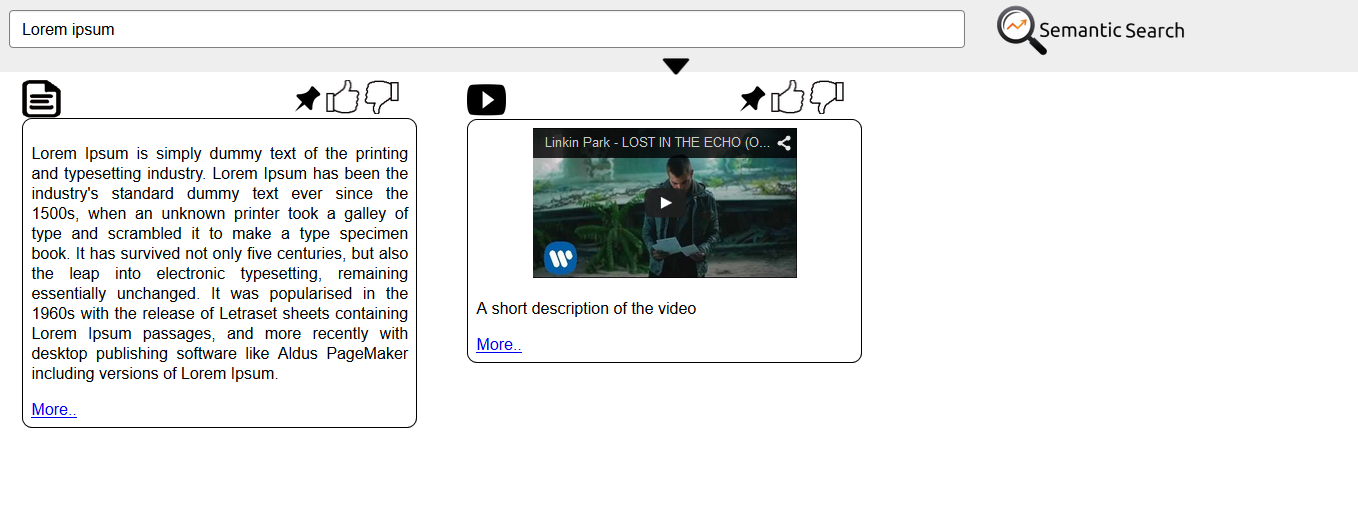 Lorem ipsum
Semantic Search
Lorem Ipsum is simply dummy text of the printing
and typesetting industry. Lorem Ipsum has been the
industry's standard dummy text ever since the
1500s, when an unknown printer took a galley of
type and scrambled it to make a type specimen
book. It has survived not only five centuries, but also
the leap into electronic typesetting, remaining
essentially unchanged. It was popularised in the
1960s with the release of Letraset sheets containing
Lorem Ipsum passages, and more recently with
desktop publishing software like Aldus PageMaker
including versions of Lorem Ipsum.
More..
Linkin Park - LOST IN THE ECHO (O...
A short description of the video
More..